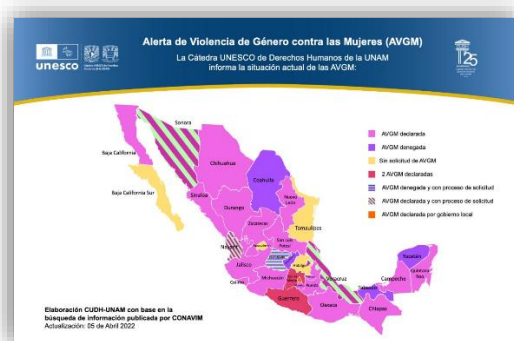 unesco
Alerta de Violencia de Género contra las Mujeres (AVGM)
La Cátedra UNESCO de Derechos Humanos de la UNAM
informa la situación actual de las AVGM:
125
AVGM declarada
AVGM denegada
Sin solicitud de AVGM
2 AVGM declaradas
AVGM denegada y con proceso de solicitud
AVGM declarada y con proceso de solicitud
AVGM declarada por gobierno local
Baja California
Sonora
Chihuahua
Coahuila
Baja California Sur
Sinaloa
Durango
Nuevo León
Tamaulipas
Zacatecas
San Luis Potosí
Nayarit
Jalisco
Colima
Michoacán
Hidalgo
Veracruz
Guerrero
Oaxaca
Tabasco
Chiapas
Campeche
Yucatán
Quintana Roo
Elaboración CUDH-UNAM con base en la
búsqueda de información publicada por CONAVIM
Actualización: 05 de Abril 2022